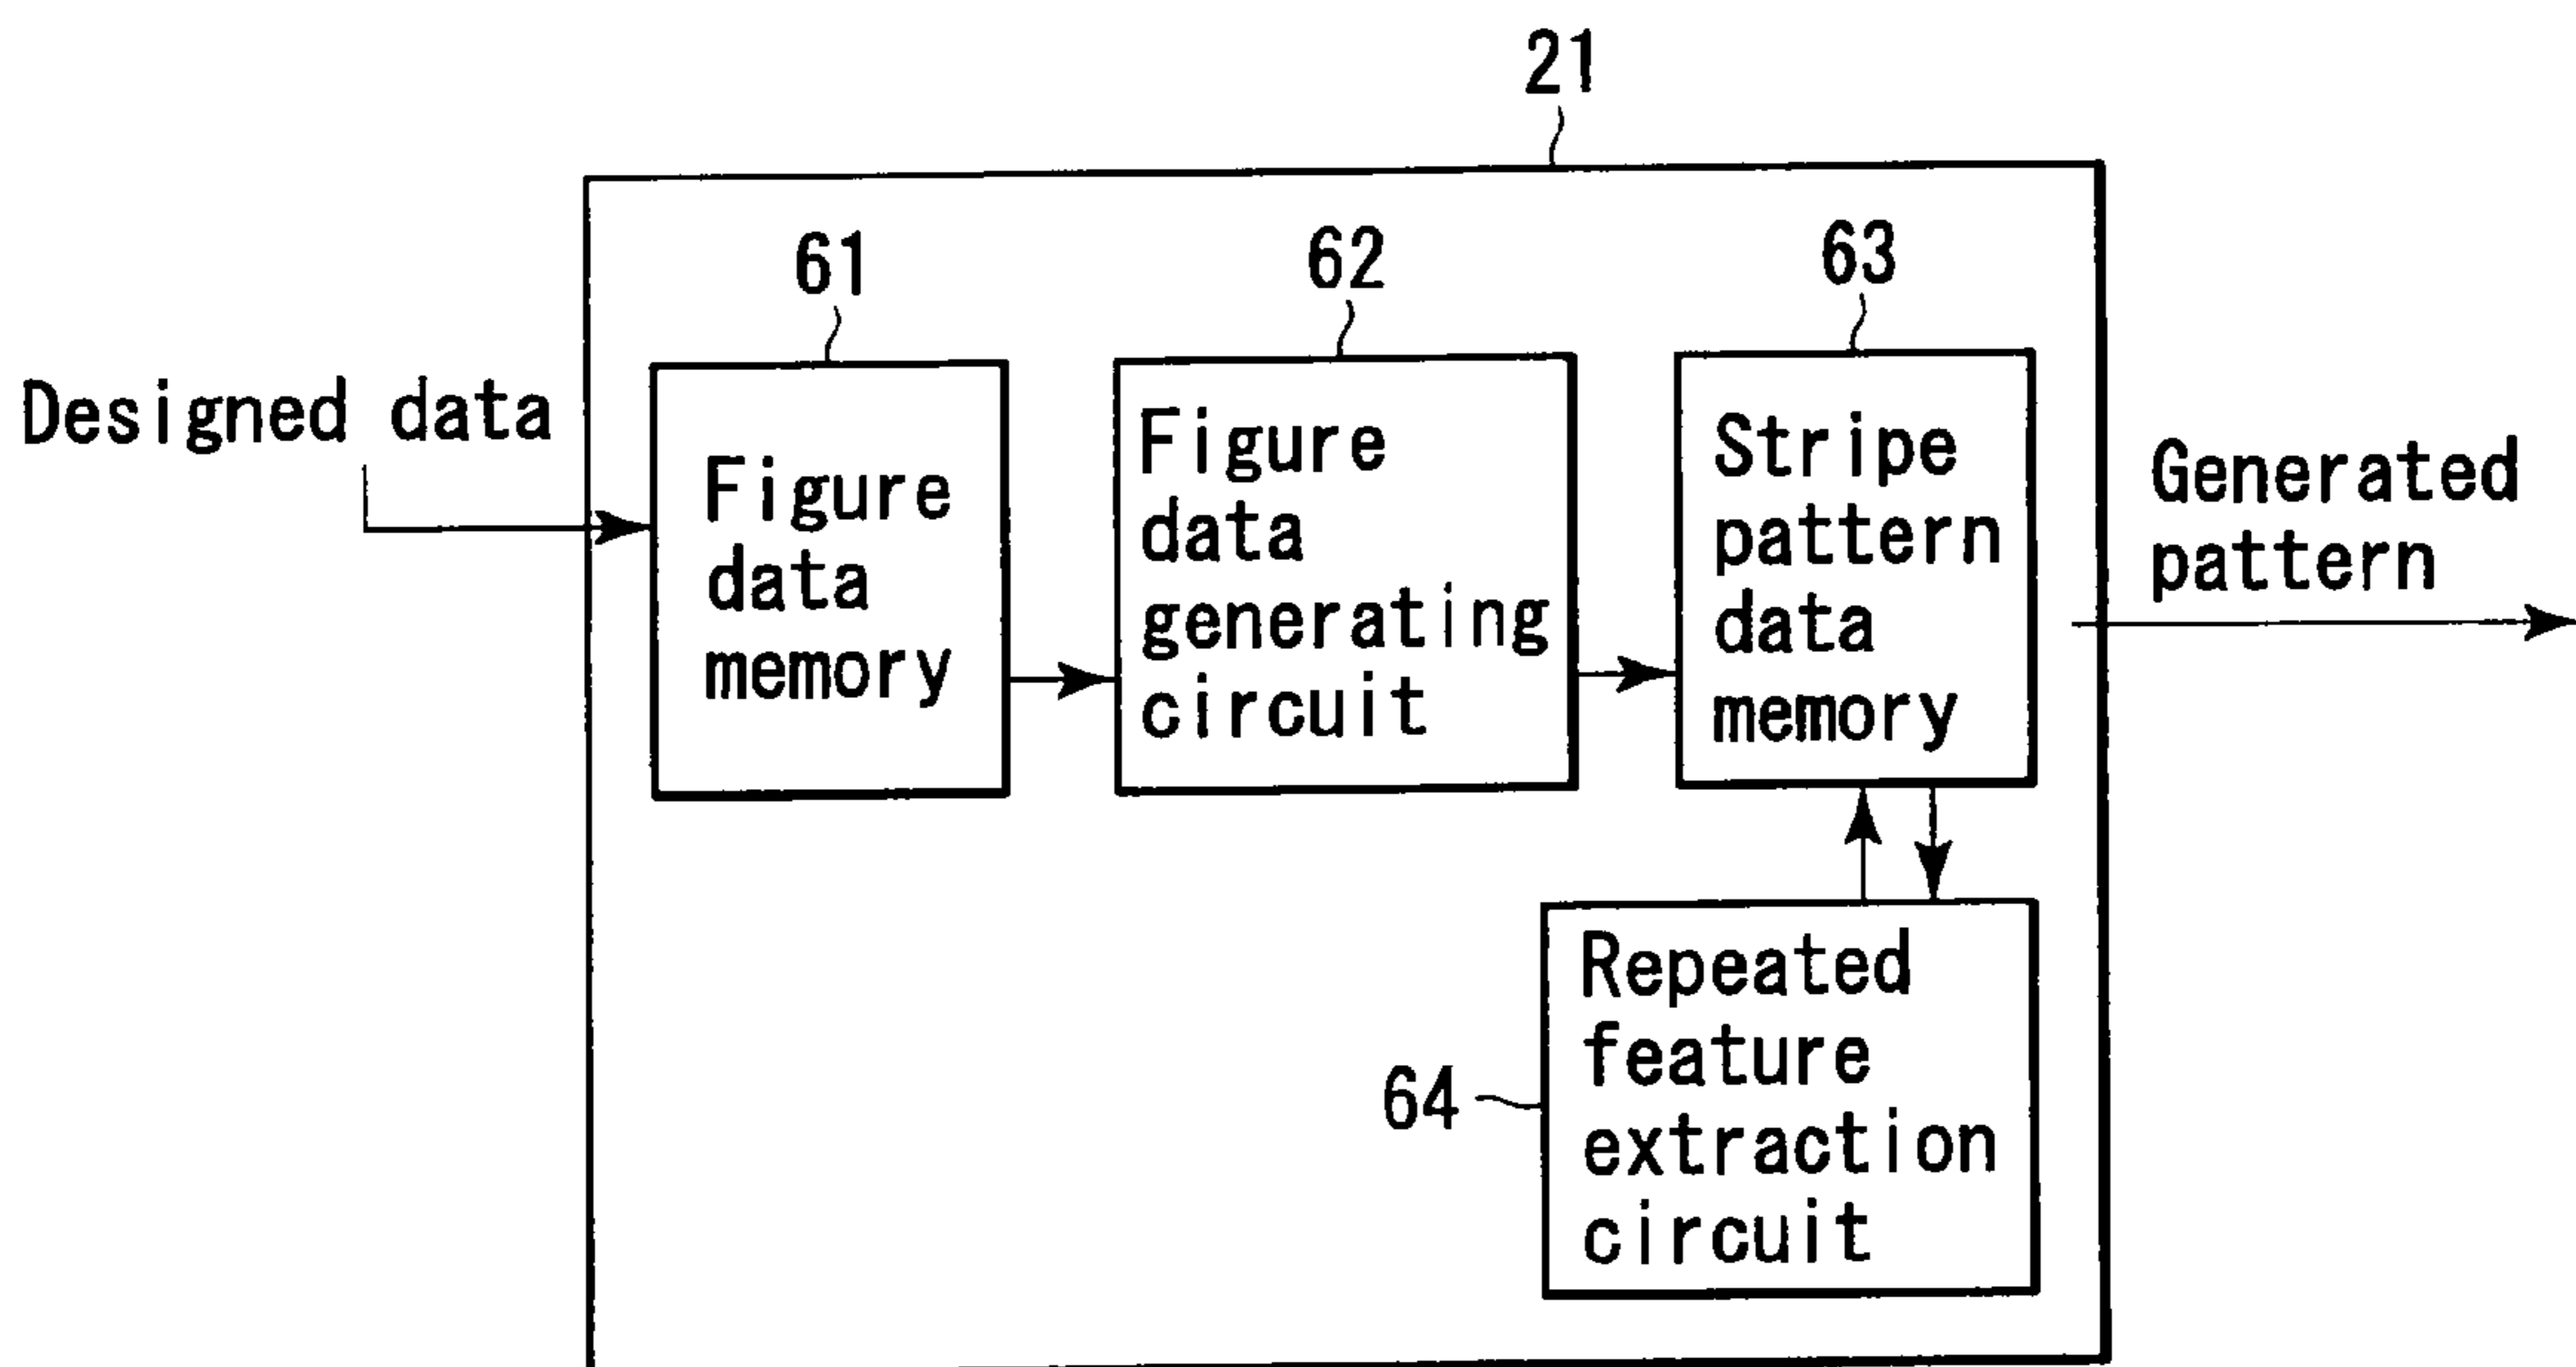 21
61
62
63
Designed data
Figure
data
memory
Figure
data
generating
circuit
Stripe
pattern
data
memory
Generated
pattern
64
Repeated
feature
extraction
circuit